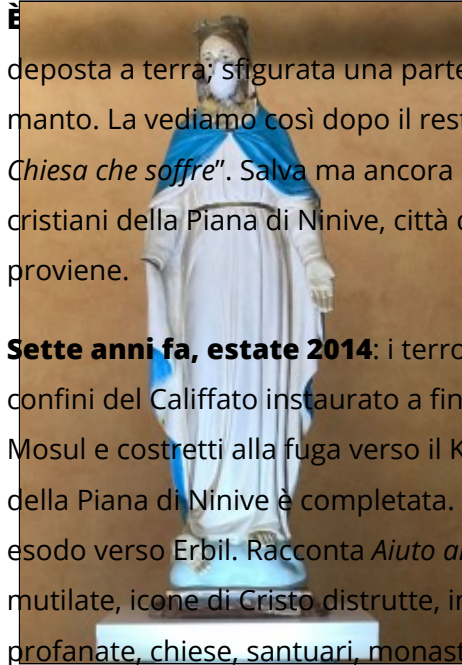 È
deposta a terra; sfigurata una parte
manto. La vediamo così dopo il rest
Chiesa che soffre”. Salva ma ancora
cristiani della Piana di Ninive, città
proviene.
Sette anni fa, estate 2014: i terro
confini del Califfato instaurato a fin
Mosul e costretti alla fuga verso il K
della Piana di Ninive è completata.
esodo verso Erbil. Racconta Aiuto a
mutilate, icone di Cristo distrutte, i
profanate, chiese, santuari, monast